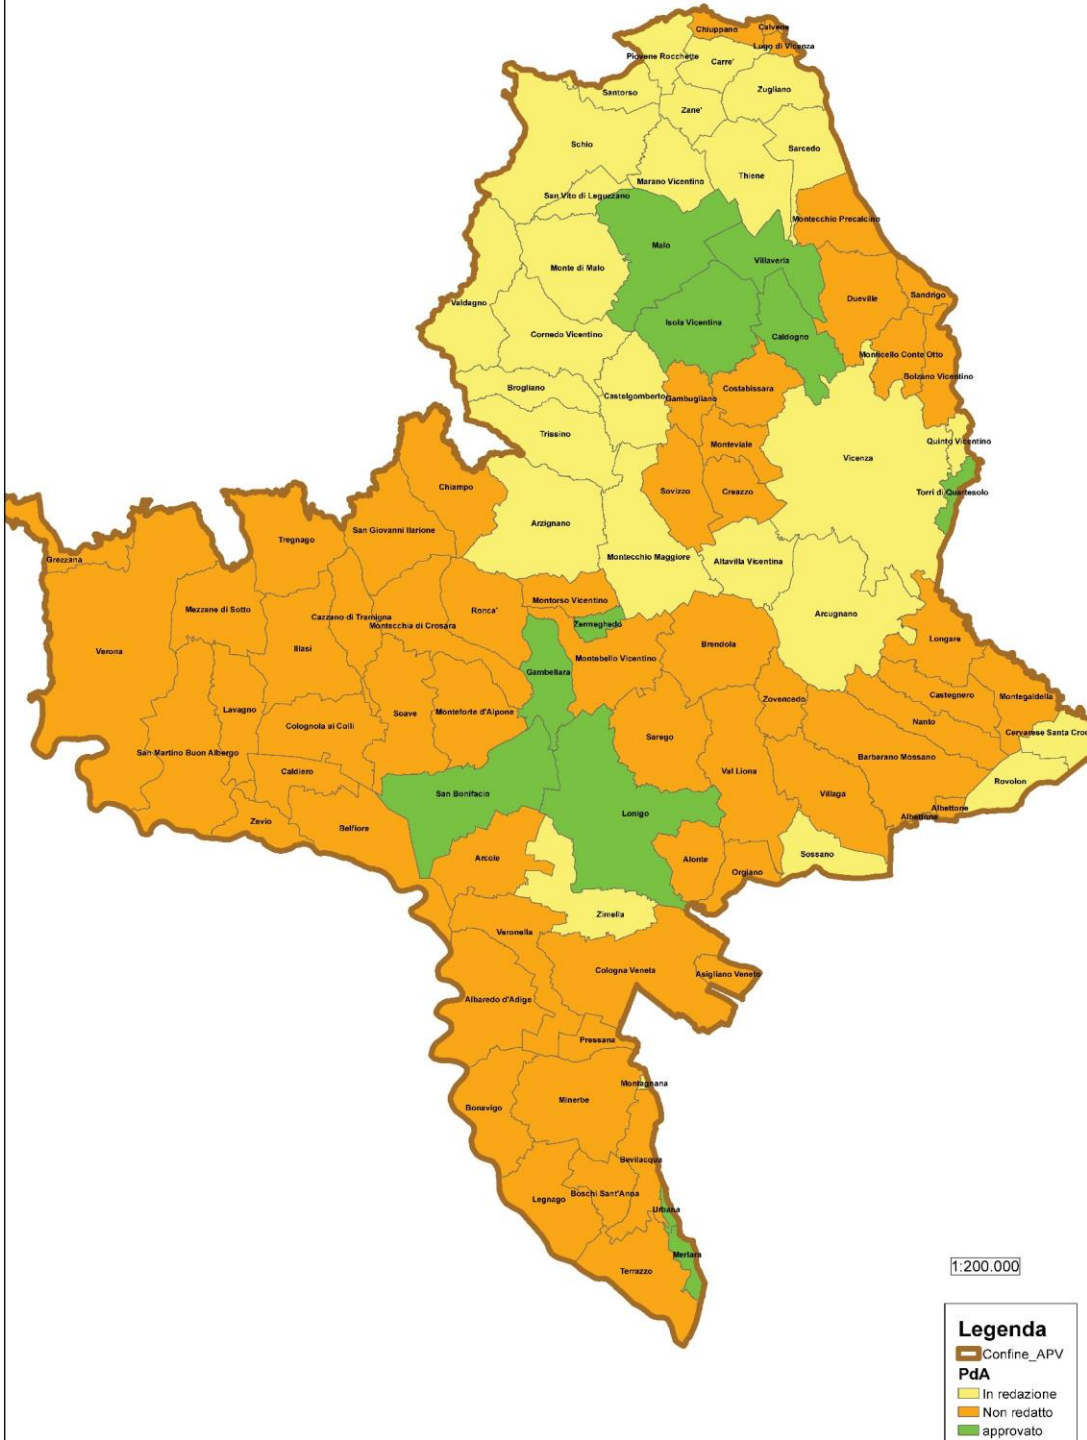 Chiuppano
Calvene
Lugo di Vicenza
Piovene Rocchette
Carre'
Santorso
Zugliano
Zane'
Schio
Sarcedo
Thiene
Marano Vicentino
San Vito di Leguzzano
Montecchio Precalcino
Malo
Villaverla
Monte di Malo
Sandrigo
Dueville
Valdagno
Isola Vicentina
Cornedo Vicentino
Caldogno
Monticello Conte Otto
Bolzano Vicentino
Brogliano
Costabissara
Castelgomberto
Gambugliano
Trissino
Monteviale
Quinto Vicentino
Vicenza
Chiampo
Sovizzo
Creazzo
Torri di Quartesolo
Arzignano
San Giovanni Ilarione
Tregnago
Grezzana
Montecchio Maggiore
Altavilla Vicentina
Montorso Vicentino
Mezzane di Sotto
Ronca'
Arcugnano
Cazzano di Tramigna
Montecchia di Crosara
Zermeghedo
Longare
Brendola
Illasi
Verona
Montebello Vicentino
Gambellara
Castegnero
Montegaldella
Zovencedo
Lavagno
Soave
Monteforte d'Alpone
Nanto
Colognola ai Colli
Cervarese Santa Croc
Sarego
San Martino Buon Albergo
Barbarano Mossano
Caldiero
Val Liona
Rovolon
San Bonifacio
Villaga
Albettone
Lonigo
Albettone
Zevio
Belfiore
Sossano
Arcole
Alonte
Orgiano
Zimella
Veronella
Cologna Veneta
Asigliano Veneto
Albaredo d'Adige
Pressana
Montagnana
Minerbe
Bonavigo
Bevilacqua
Boschi Sant'Anna
Legnago
Urbana
Merlara
Terrazzo
1:200.000
Legenda
Confine_APV
PdA
In redazione
Non redatto
approvato